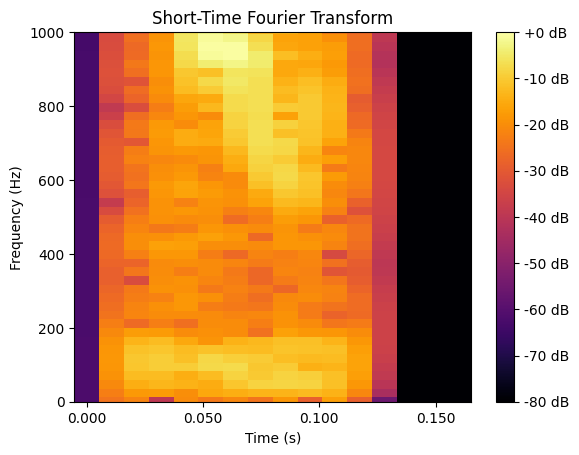 Short-Time Fourier Transform
1000
800
600
400
200
0
Frequency (Hz)
0.000
0.050
0.100
0.150
Time (s)
+0 dB
-10 dB
-20 dB
-30 dB
-40 dB
-50 dB
-60 dB
-70 dB
-80 dB